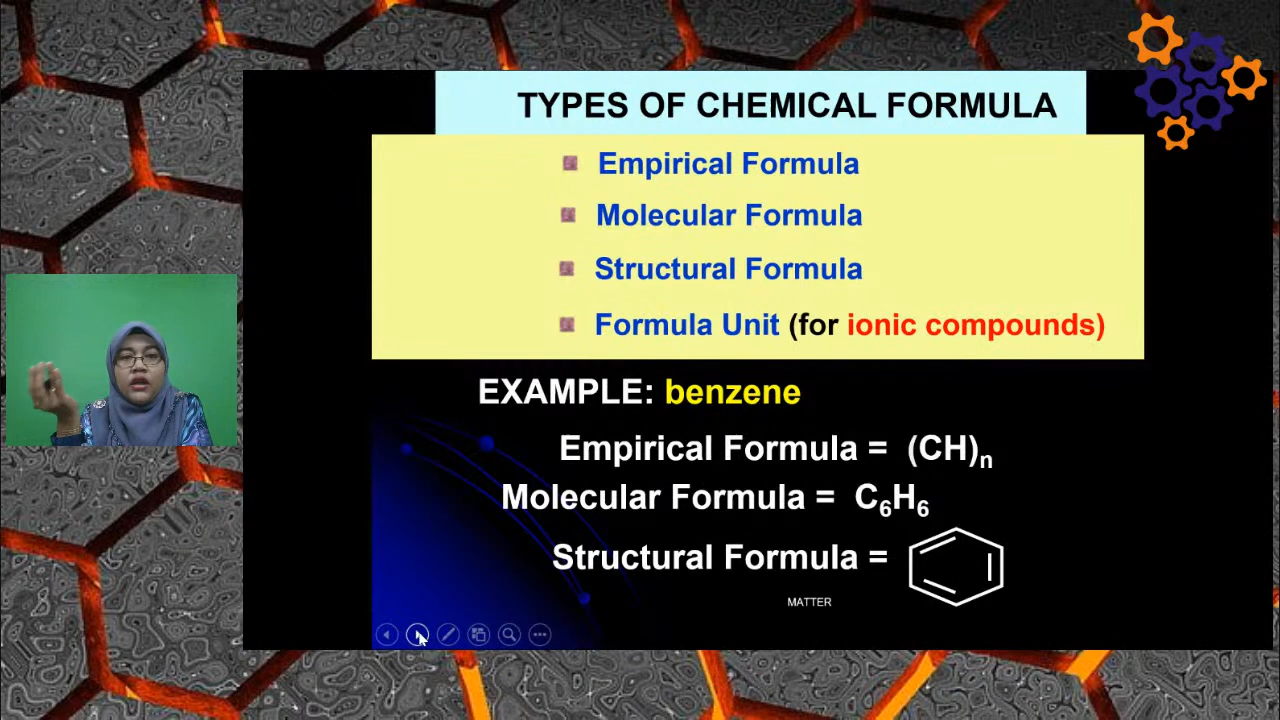 TYPES OF CHEMICAL FORMULA
Empirical Formula
Molecular Formula
Structural Formula
Formula Unit (for ionic compounds)
EXAMPLE: benzene
Empirical Formula = (CH)n
Molecular Formula = C6H6
Structural Formula =
MATTER